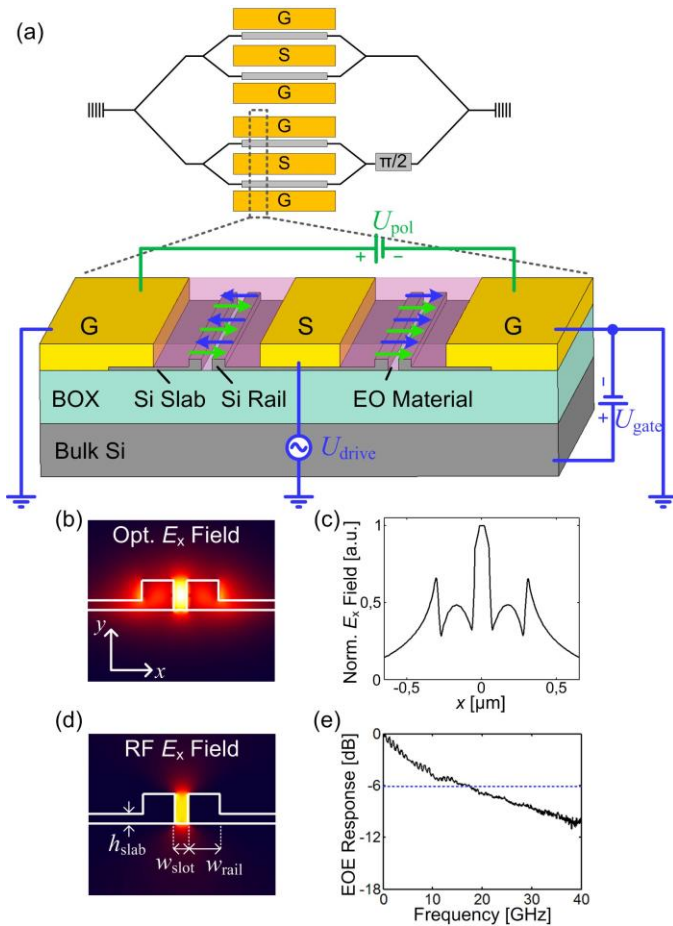 (a)
G
S
G
G
S
G
π/2
U_pol
+ −
G S G
Si Slab Si Rail EO Material
BOX
Bulk Si
U_drive
−
+
U_gate
(b)
Opt. E_x Field
y
x
(c)
Norm. E_x Field [a.u.]
1
0,5
0
-0,5 0 0,5
x [µm]
(d)
RF E_x Field
h_slab
w_slot w_rail
(e)
EOE Response [dB]
0
-6
-12
-18
0 10 20 30 40
Frequency [GHz]